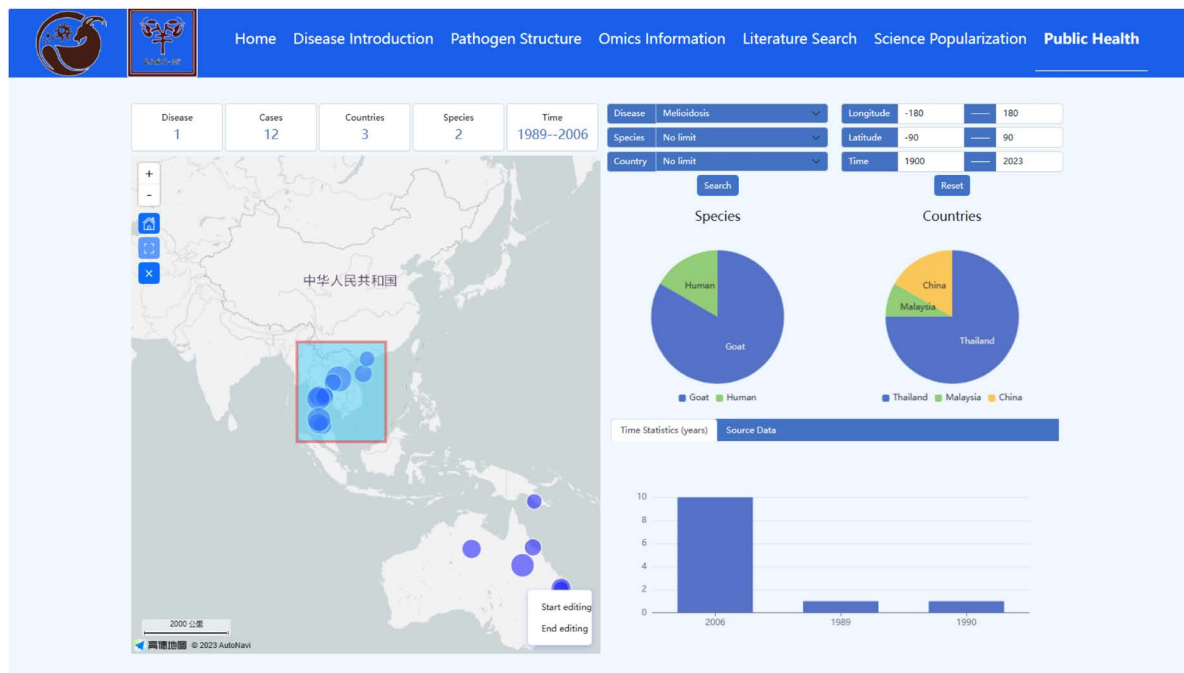 Home Disease Introduction Pathogen Structure Omics Information Literature Search Science Popularization Public Health
Disease
1
Cases
12
Countries
3
Species
2
Time
1989--2006
Disease Melioidosis
Species No limit
Country No limit
Longitude -180 — 180
Latitude -90 — 90
Time 1900 — 2023
Search
Reset
+
-
中华人民共和国
2000 公里
高德地图 © 2023 AutoNavi
Start editing
End editing
Species
Human
Goat
Goat Human
Countries
China
Malaysia
Thailand
Thailand Malaysia China
Time Statistics (years) Source Data
10
8
6
4
2
0
2006 1989 1990